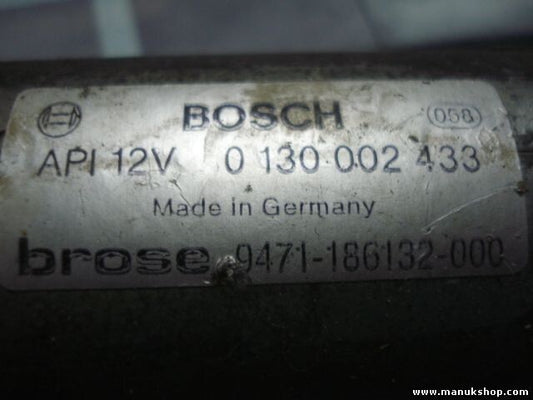 BOSCH 058
API 12V 0 130 002 433
Made in Germany
brose 9471-186132-000
www.manukshop.com